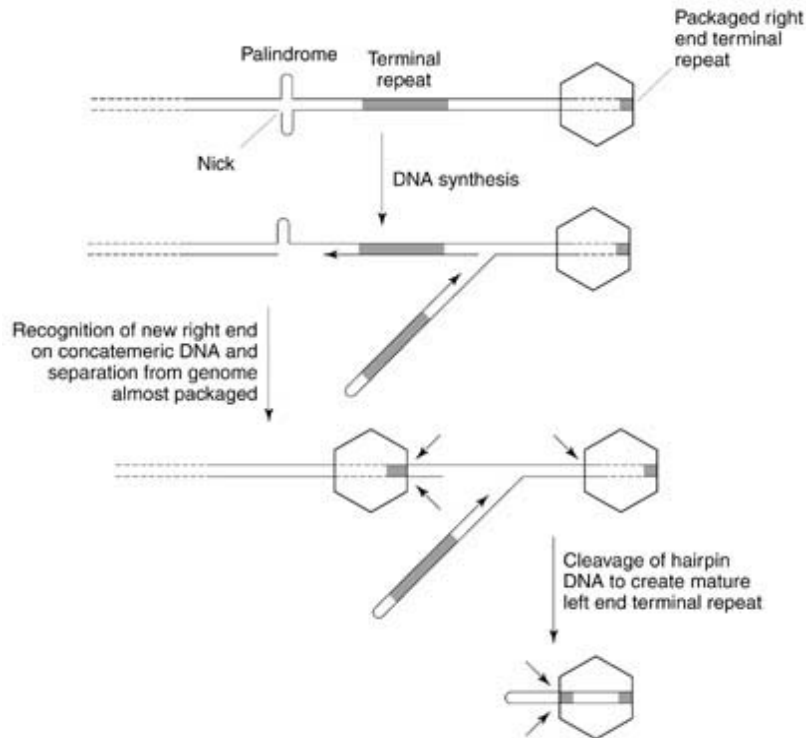 Packaged right
end terminal
repeat
Palindrome
Terminal
repeat
Nick
DNA synthesis
Recognition of new right end
on concatemeric DNA and
separation from genome
almost packaged
Cleavage of hairpin
DNA to create mature
left end terminal repeat